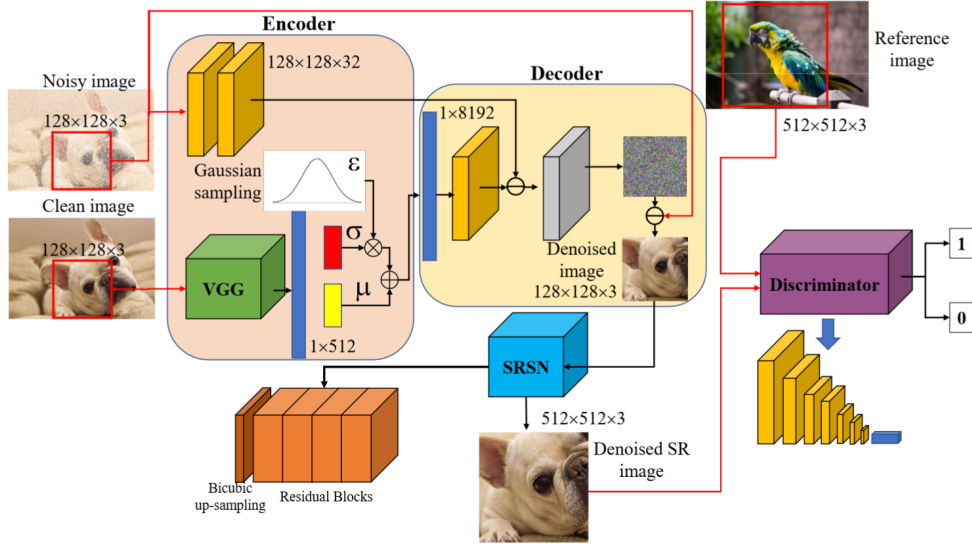 Encoder
Noisy image
128×128×3
128×128×32
Decoder
Reference
image
512×512×3
1×8192
Gaussian
sampling
ε
Clean image
128×128×3
σ
VGG
μ
1×512
Denoised
image
128×128×3
Discriminator
1
0
SRSN
512×512×3
Denoised SR
image
Bicubic
up-sampling
Residual Blocks